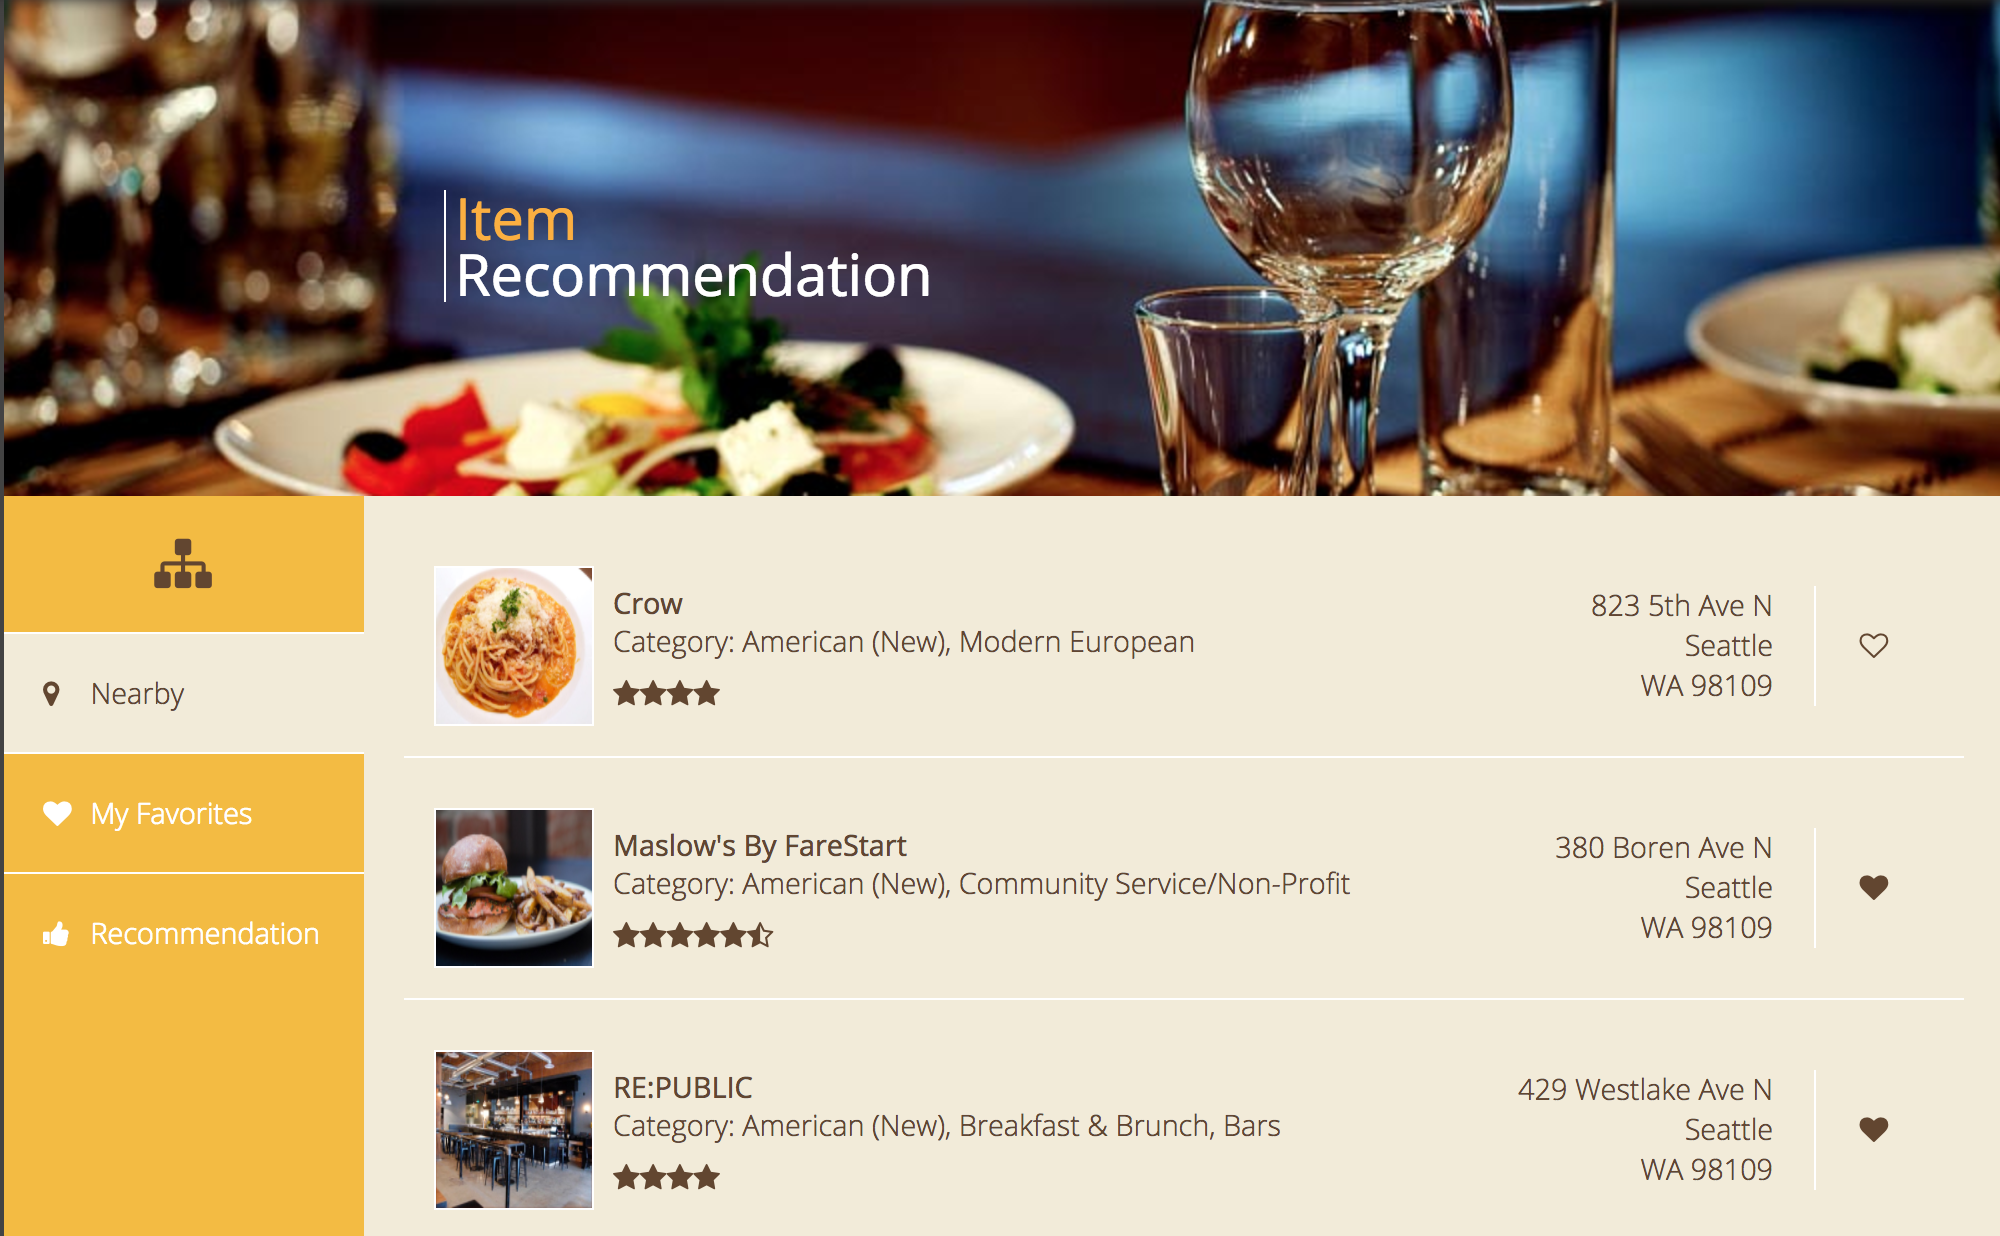 Item
Recommendation
Nearby
My Favorites
Recommendation
Crow
Category: American (New), Modern European
823 5th Ave N
Seattle
WA 98109
Maslow's By FareStart
Category: American (New), Community Service/Non-Profit
380 Boren Ave N
Seattle
WA 98109
RE:PUBLIC
Category: American (New), Breakfast & Brunch, Bars
429 Westlake Ave N
Seattle
WA 98109